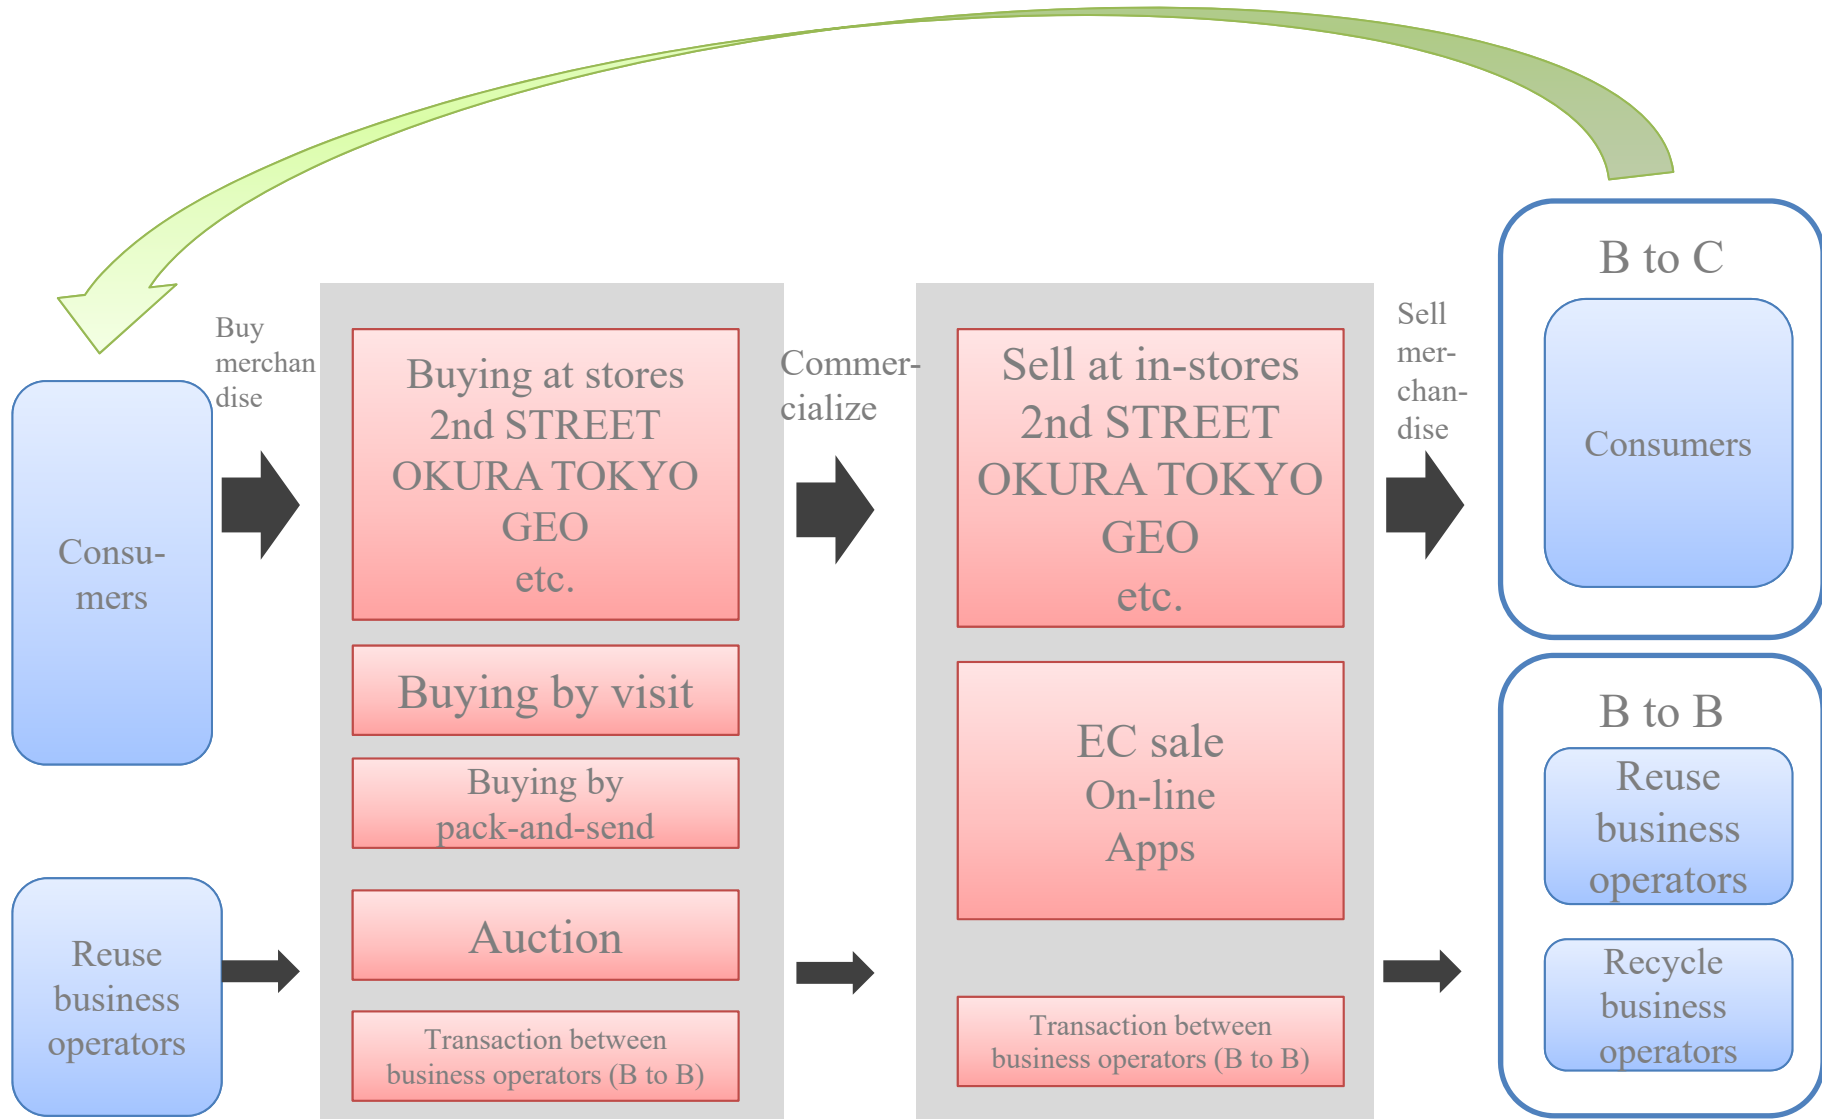 Consu-
mers
Reuse
business
operators
Buy
merchan
dise
Buying at stores
2nd STREET
OKURA TOKYO
GEO
etc.
Buying by visit
Buying by
pack-and-send
Auction
Transaction between
business operators (B to B)
Commer-
cialize
Sell at in-stores
2nd STREET
OKURA TOKYO
GEO
etc.
EC sale
On-line
Apps
Transaction between
business operators (B to B)
Sell
mer-
chan-
dise
B to C
Consumers
B to B
Reuse
business
operators
Recycle
business
operators